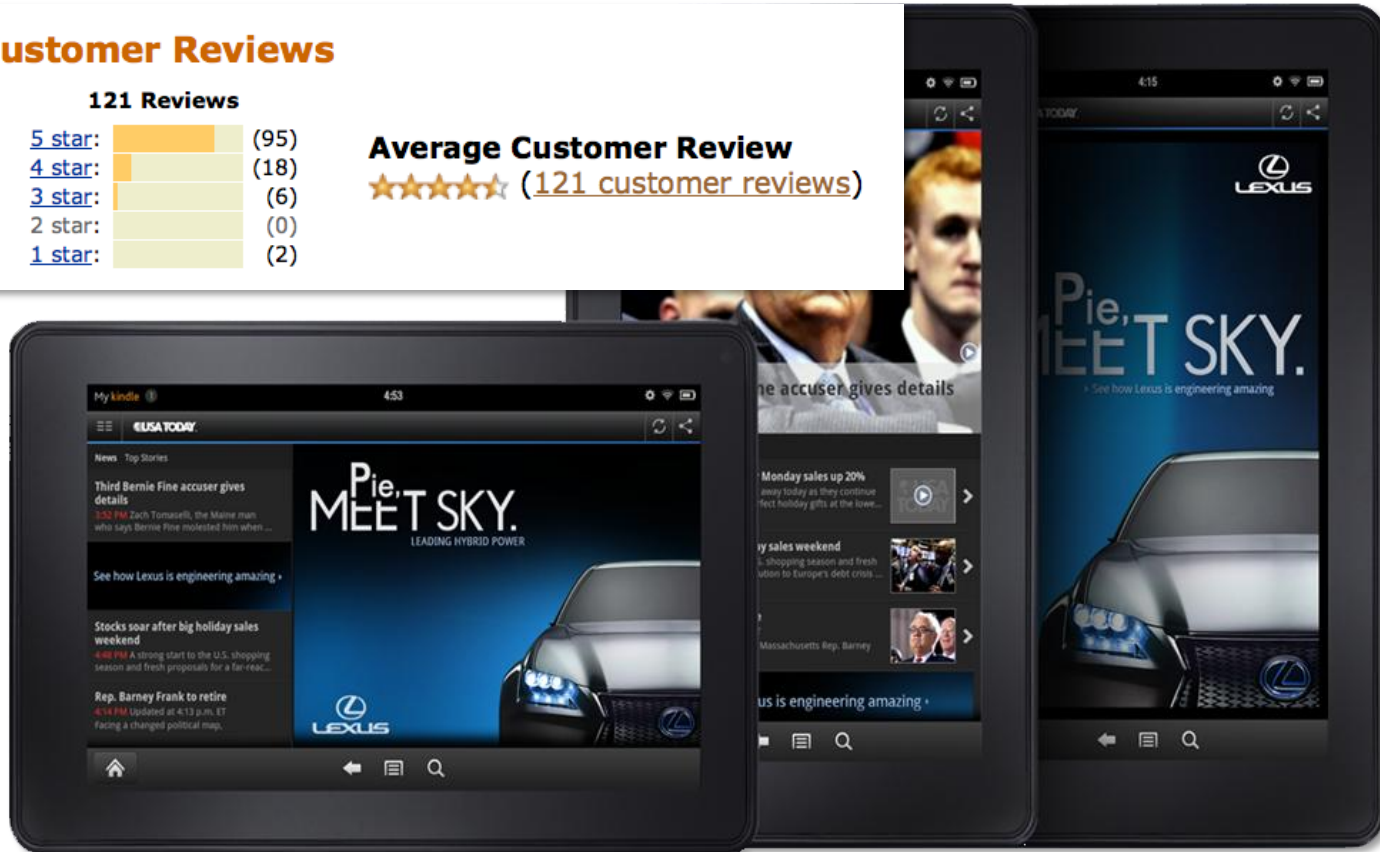 ustomer Reviews
121 Reviews
5 star: (95)
4 star: (18)
3 star: (6)
2 star: (0)
1 star: (2)
Average Customer Review
(121 customer reviews)
My kindle 1
4:53
USA TODAY
News Top Stories
Third Bernie Fine accuser gives
details
3:52 PM Zach Tomaselli, the Maine man
who says Bernie Fine molested him when ...
See how Lexus is engineering amazing
Stocks soar after big holiday sales
weekend
4:48 PM A strong start to the U.S. shopping
season and fresh proposals for a far-reac...
Rep. Barney Frank to retire
4:14 PM Updated at 4:13 p.m. ET
Facing a changed political map,
Pie,
MEET SKY.
LEADING HYBRID POWER
LEXUS
ne accuser gives details
Monday sales up 20%
away today as they continue
rfect holiday gifts at the lowe...
USA
TODAY
ay sales weekend
S. shopping season and fresh
ution to Europe's debt crisis ...
Massachusetts Rep. Barney
us is engineering amazing
4:15
A TODAY
LEXUS
Pie,
MEET SKY.
See how Lexus is engineering amazing